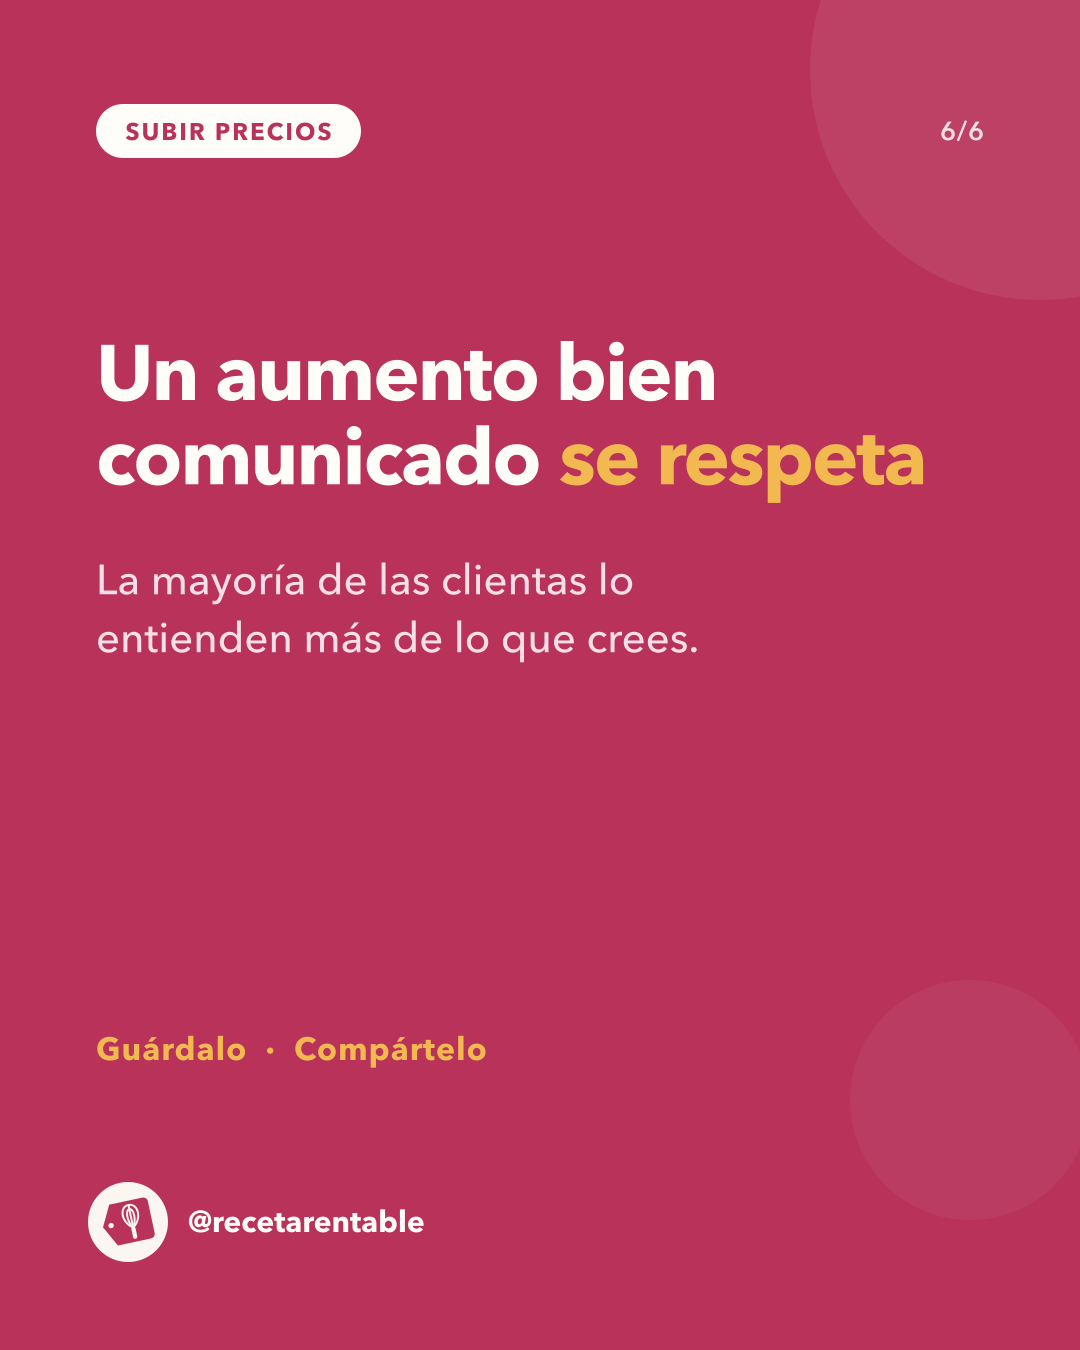 SUBIR PRECIOS
6/6
Un aumento bien
comunicado se respeta
La mayoría de las clientas lo
entienden más de lo que crees.
Guárdalo · Compártelo
@recetarentable